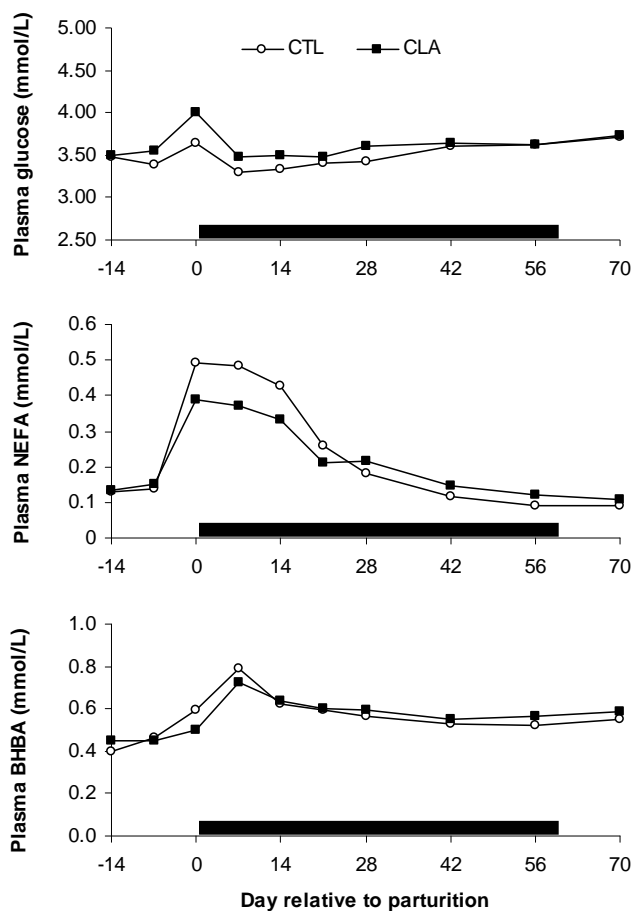 Plasma glucose (mmol/L)
5.00
4.50
4.00
3.50
3.00
2.50
CTL CLA
-14 0 14 28 42 56 70
Plasma NEFA (mmol/L)
0.6
0.5
0.4
0.3
0.2
0.1
0
-14 0 14 28 42 56 70
Plasma BHBA (mmol/L)
1.0
0.8
0.6
0.4
0.2
0.0
-14 0 14 28 42 56 70
Day relative to parturition